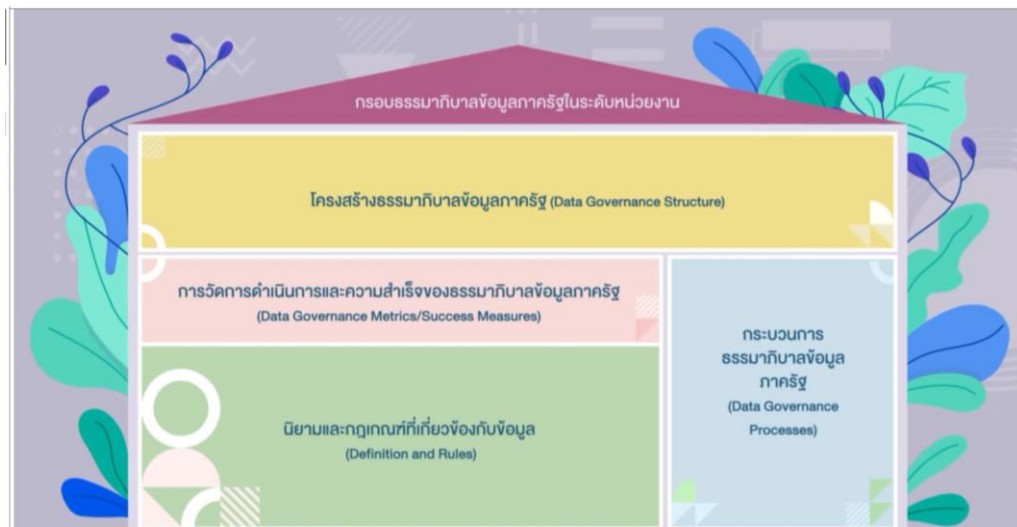 กรอบธรรมาภิบาลข้อมูลภาครัฐในระดับหน่วยงาน
โครงสร้างธรรมาภิบาลข้อมูลภาครัฐ (Data Governance Structure)
การวัดการดำเนินการและความสำเร็จของธรรมาภิบาลข้อมูลภาครัฐ
(Data Governance Metrics/Success Measures)
นิยามและกฎเกณฑ์ที่เกี่ยวข้องกับข้อมูล
(Definition and Rules)
กระบวนการ
ธรรมาภิบาลข้อมูล
ภาครัฐ
(Data Governance
Processes)